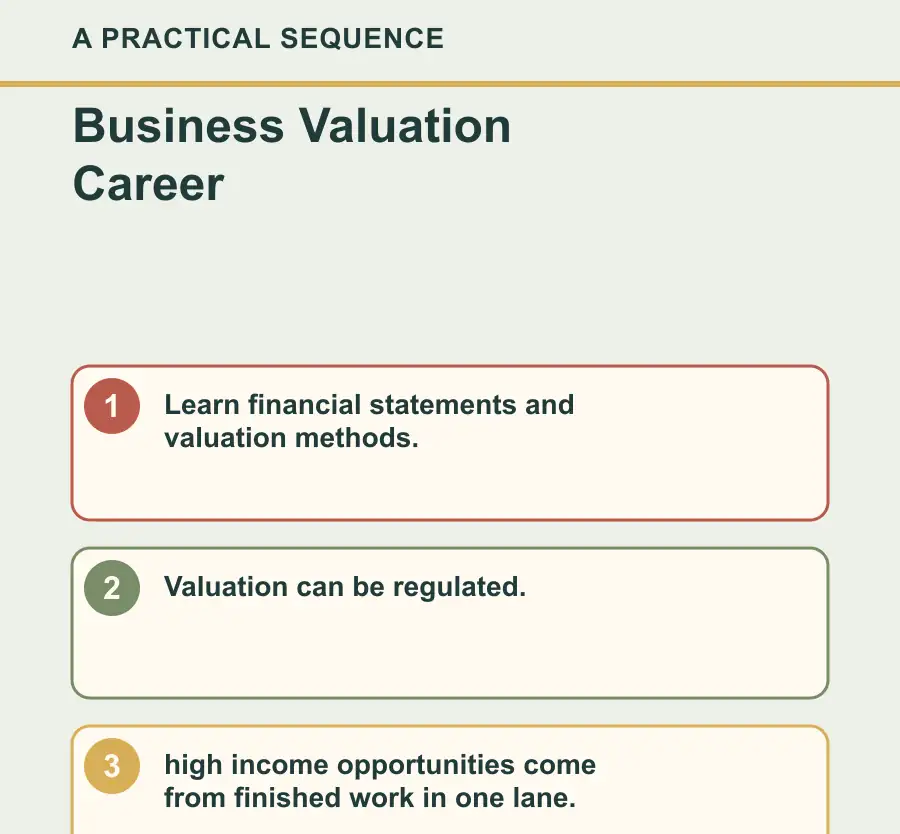 A PRACTICAL SEQUENCE
Business Valuation
Career
1
Learn financial statements and
valuation methods.
2
Valuation can be regulated.
3
high income opportunities come
from finished work in one lane.